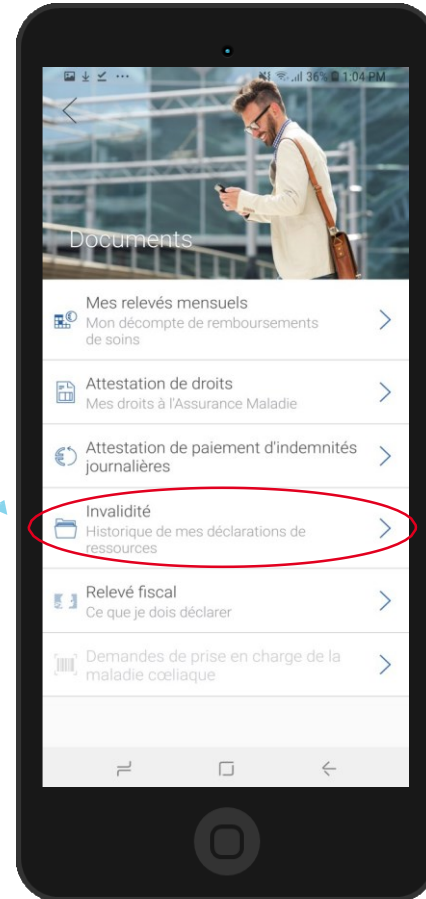 36% 1:04 PM
Documents
Mes relevés mensuels
Mon décompte de remboursements
de soins
Attestation de droits
Mes droits à l'Assurance Maladie
Attestation de paiement d'indemnités
journalières
Invalidité
Historique de mes déclarations de
ressources
Relevé fiscal
Ce que je dois déclarer
Demandes de prise en charge de la
maladie cœliaque